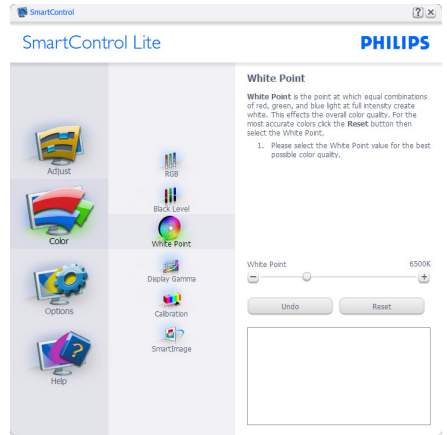 SmartControl
SmartControl Lite
PHILIPS
Adjust
Color
Options
Help
RGB
Black Level
White Point
Display Gamma
Calibration
SmartImage
White Point
White Point is the point at which equal combinations
of red, green, and blue light at full intensity create
white. This effects the overall color quality. For the
most accurate colors click the Reset button then
select the White Point.
1. Please select the White Point value for the best
possible color quality.
White Point 6500K
Undo Reset